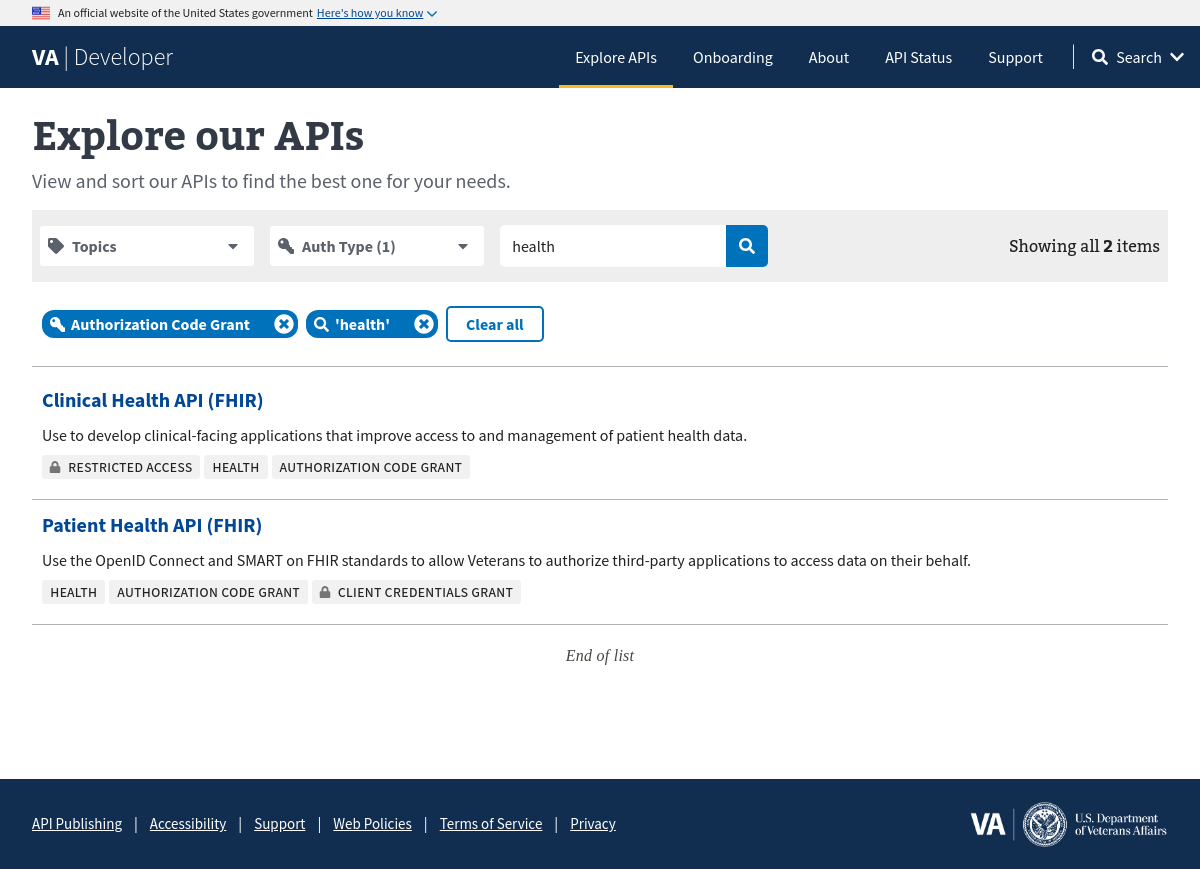 An official website of the United States government Here's how you know
VA | Developer
Explore APIs Onboarding About API Status Support Search
Explore our APIs
View and sort our APIs to find the best one for your needs.
Topics Auth Type (1) health Showing all 2 items
Authorization Code Grant 'health' Clear all
Clinical Health API (FHIR)
Use to develop clinical-facing applications that improve access to and management of patient health data.
RESTRICTED ACCESS HEALTH AUTHORIZATION CODE GRANT
Patient Health API (FHIR)
Use the OpenID Connect and SMART on FHIR standards to allow Veterans to authorize third-party applications to access data on their behalf.
HEALTH AUTHORIZATION CODE GRANT CLIENT CREDENTIALS GRANT
End of list
API Publishing | Accessibility | Support | Web Policies | Terms of Service | Privacy
VA U.S. Department
of Veterans Affairs